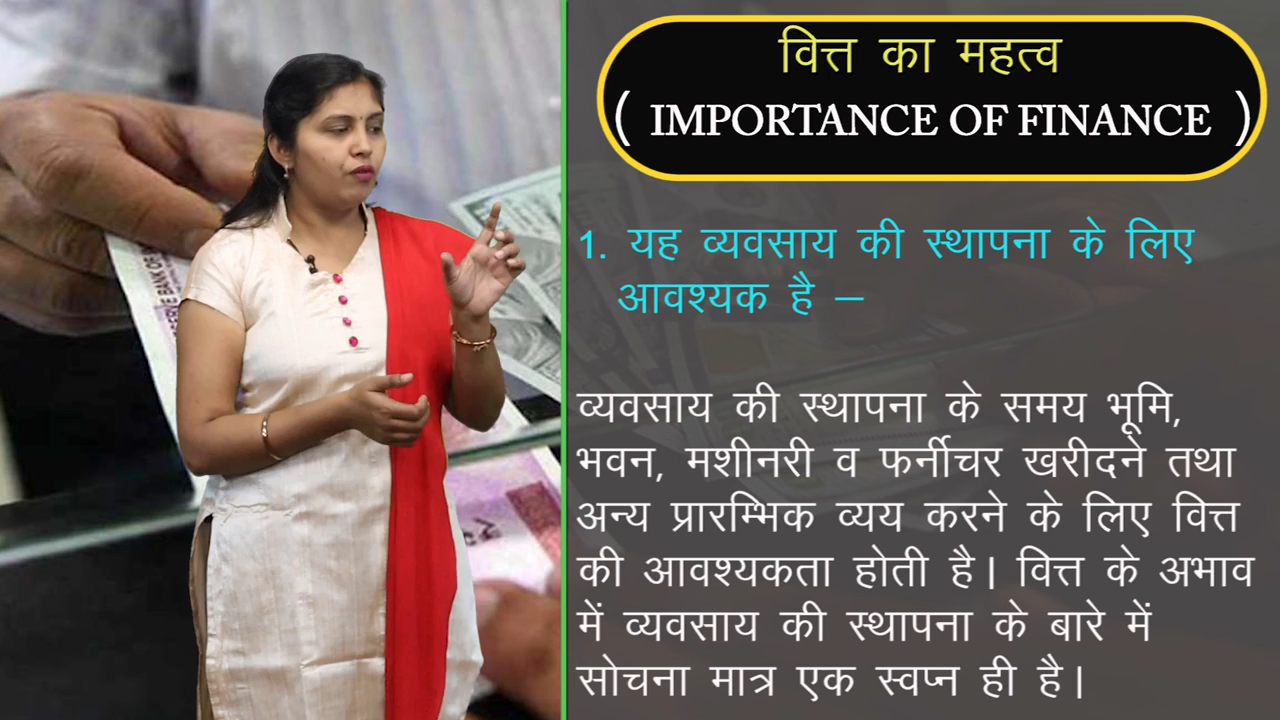 वित्त का महत्व
( IMPORTANCE OF FINANCE )
1. यह व्यवसाय की स्थापना के लिए
आवश्यक है –
व्यवसाय की स्थापना के समय भूमि,
भवन, मशीनरी व फर्नीचर खरीदने तथा
अन्य प्रारम्भिक व्यय करने के लिए वित्त
की आवश्यकता होती है। वित्त के अभाव
में व्यवसाय की स्थापना के बारे में
सोचना मात्र एक स्वप्न ही है।